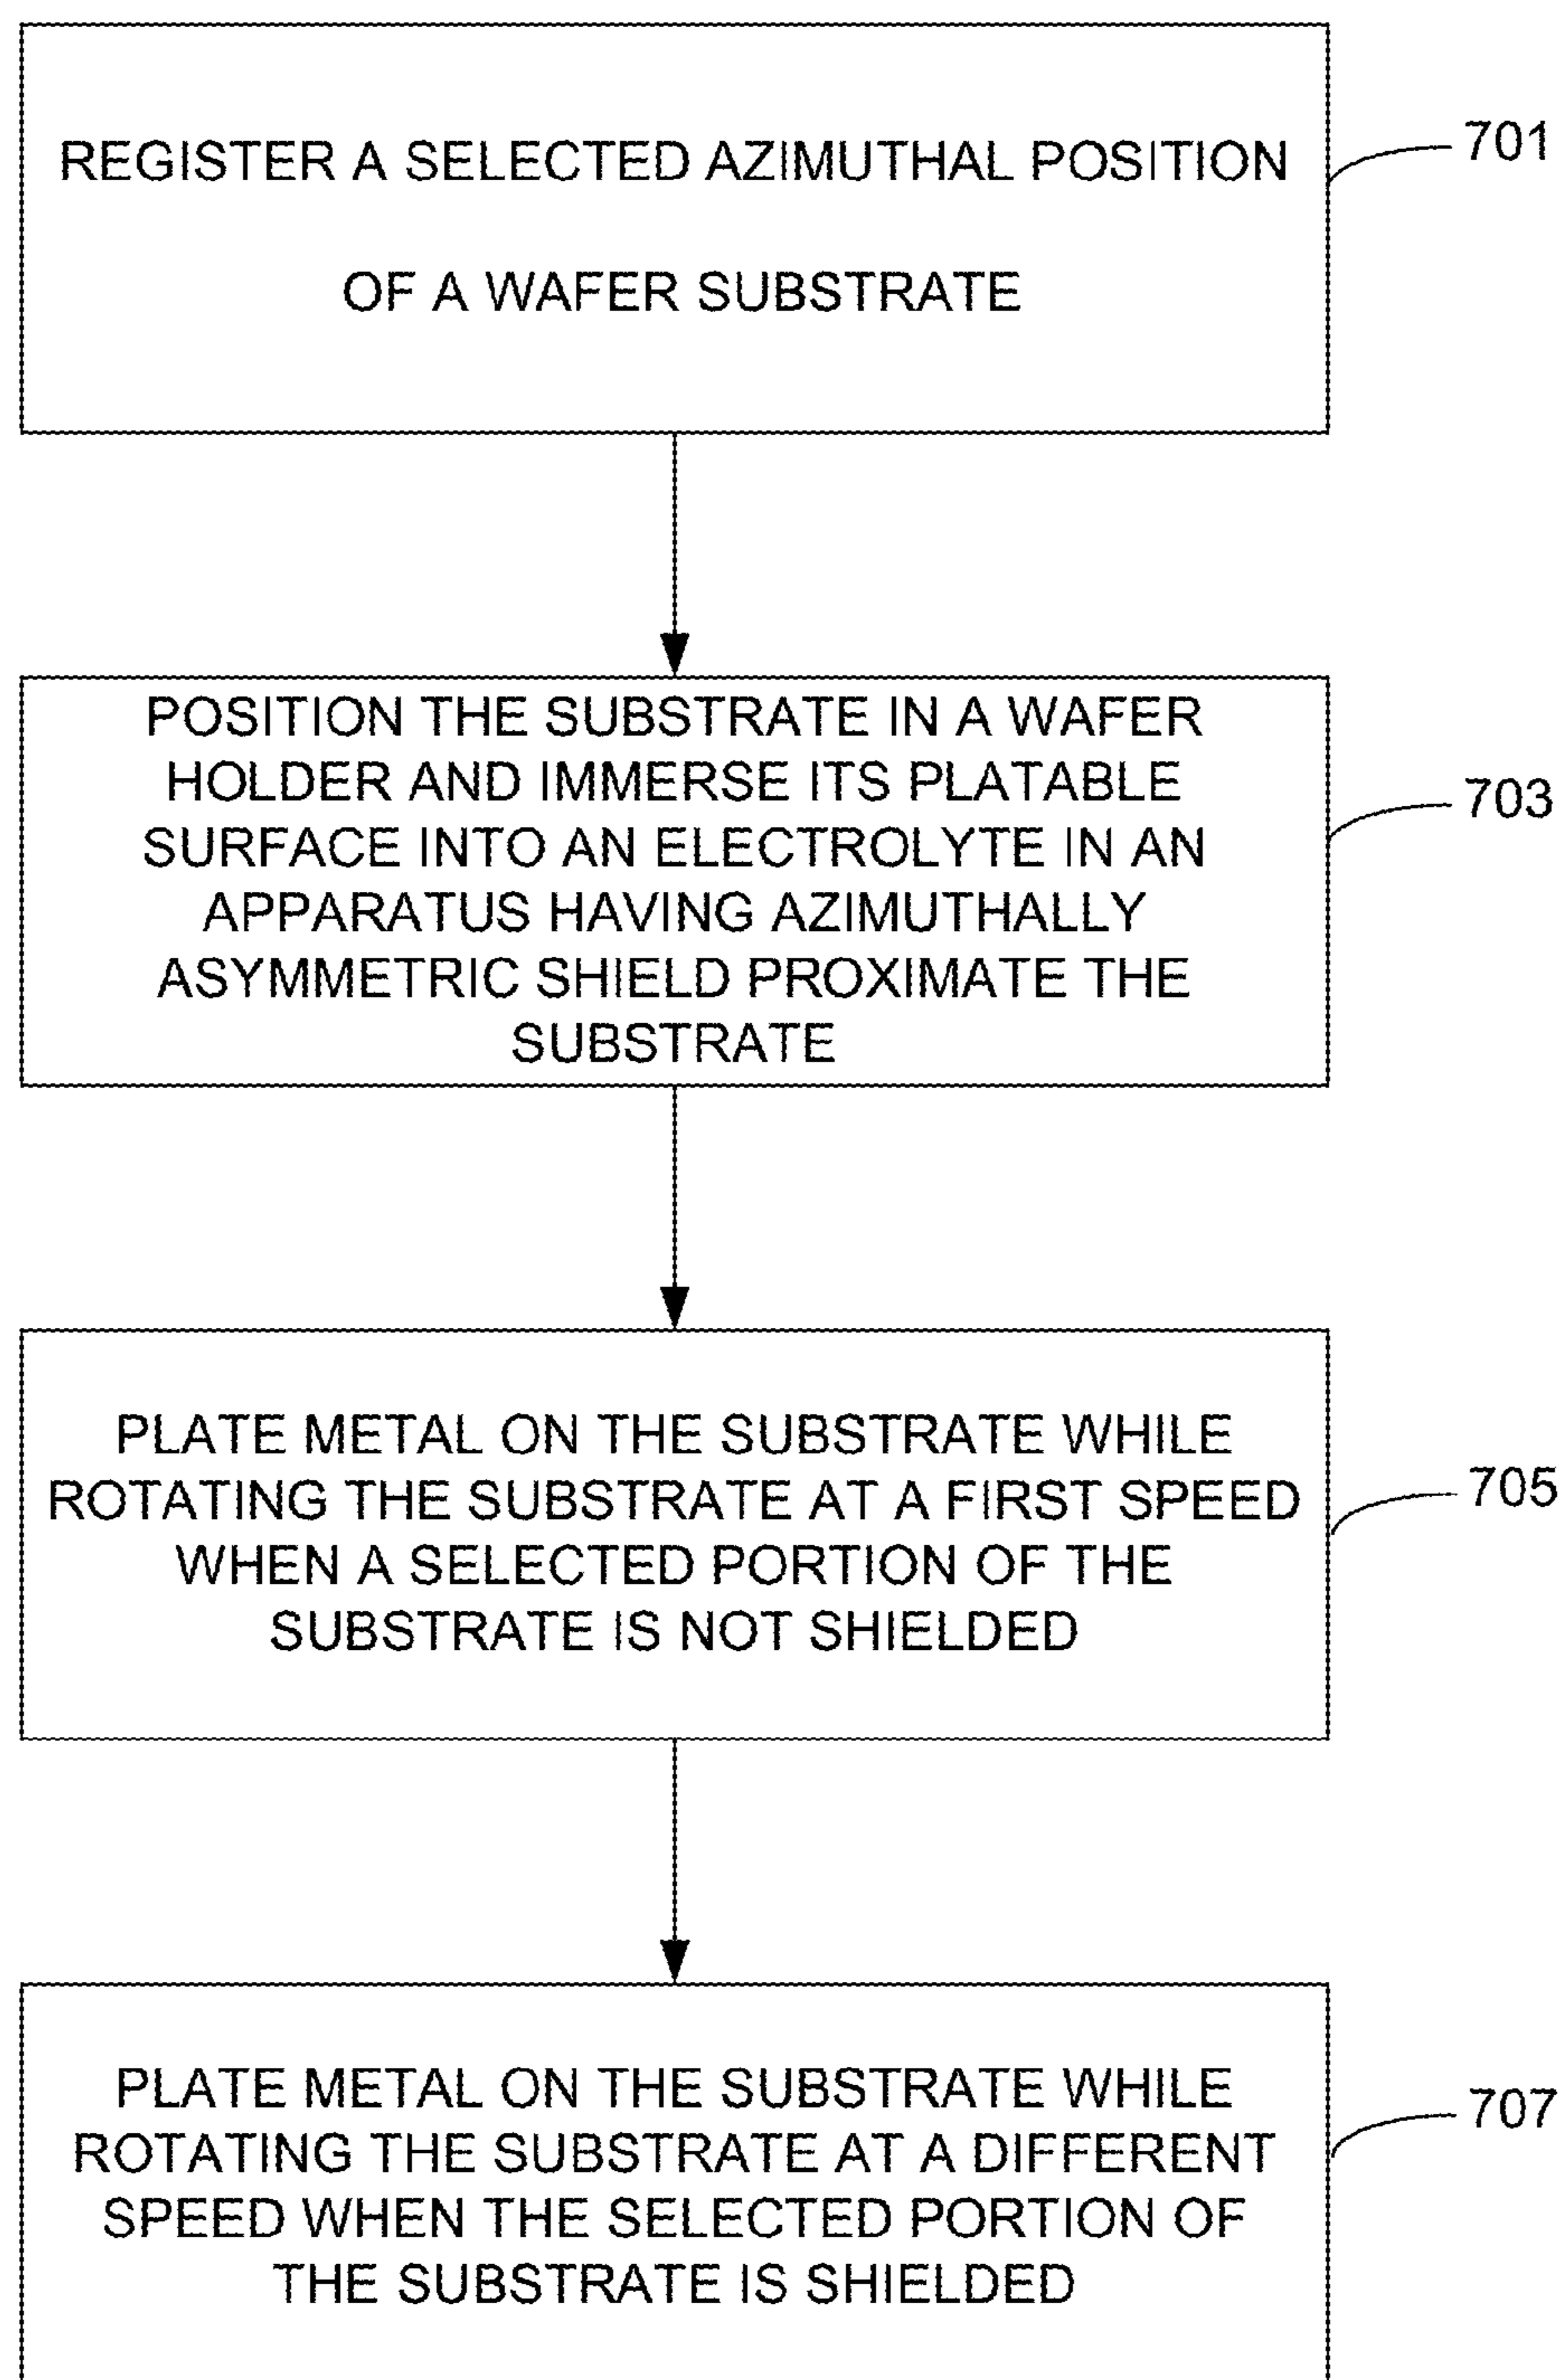 REGISTER A SELECTED AZIMUTHAL POSITION
OF A WAFER SUBSTRATE
701
POSITION THE SUBSTRATE IN A WAFER
HOLDER AND IMMERSE ITS PLATABLE
SURFACE INTO AN ELECTROLYTE IN AN
APPARATUS HAVING AZIMUTHALLY
ASYMMETRIC SHIELD PROXIMATE THE
SUBSTRATE
703
PLATE METAL ON THE SUBSTRATE WHILE
ROTATING THE SUBSTRATE AT A FIRST SPEED
WHEN A SELECTED PORTION OF THE
SUBSTRATE IS NOT SHIELDED
705
PLATE METAL ON THE SUBSTRATE WHILE
ROTATING THE SUBSTRATE AT A DIFFERENT
SPEED WHEN THE SELECTED PORTION OF
THE SUBSTRATE IS SHIELDED
707